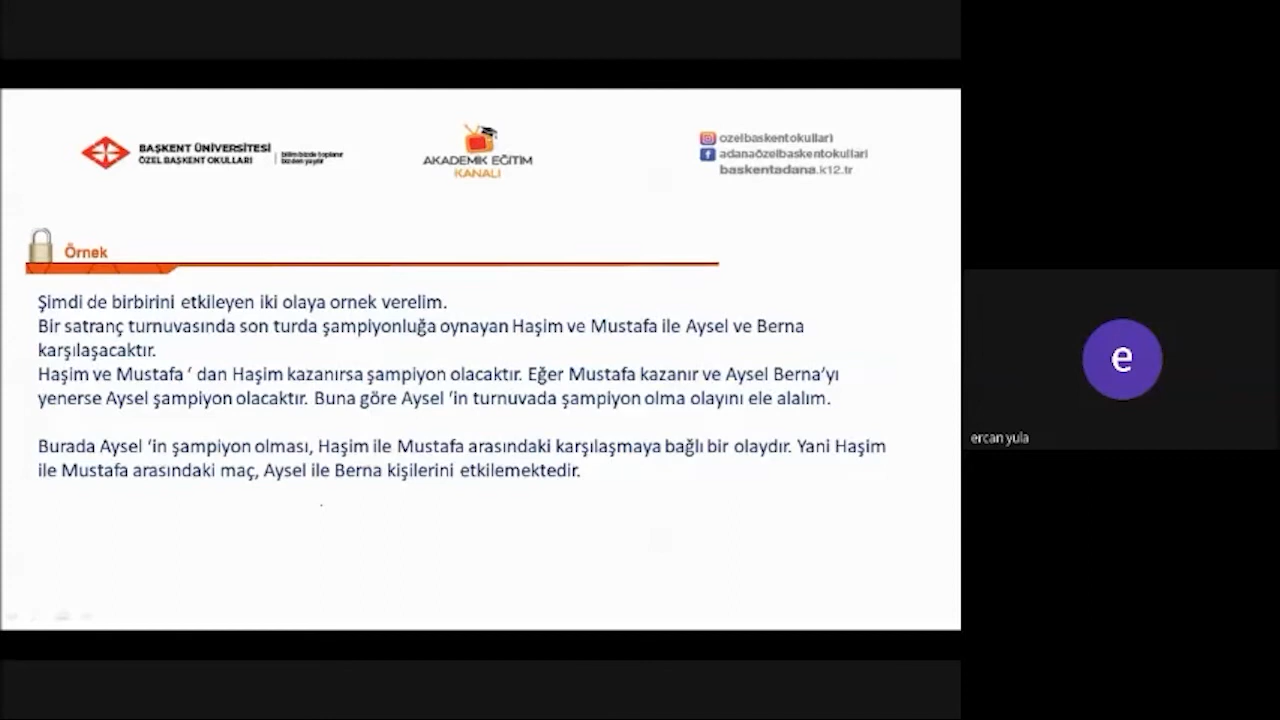 BAŞKENT ÜNİVERSİTESİ
ÖZEL BAŞKENT OKULLARI
bilim bizde toplanır
bizden yayılır
AKADEMİK EĞİTİM
KANALI
ozelbaskentokullari
adanaözelbaskentokullari
baskentadana.k12.tr
Örnek
Şimdi de birbirini etkileyen iki olaya ornek verelim.
Bir satranç turnuvasında son turda şampiyonluğa oynayan Haşim ve Mustafa ile Aysel ve Berna
karşılaşacaktır.
Haşim ve Mustafa ‘ dan Haşim kazanırsa şampiyon olacaktır. Eğer Mustafa kazanır ve Aysel Berna’yı
yenerse Aysel şampiyon olacaktır. Buna göre Aysel ‘in turnuvada şampiyon olma olayını ele alalım.
Burada Aysel ‘in şampiyon olması, Haşim ile Mustafa arasındaki karşılaşmaya bağlı bir olaydır. Yani Haşim
ile Mustafa arasındaki maç, Aysel ile Berna kişilerini etkilemektedir.
e
ercan yula